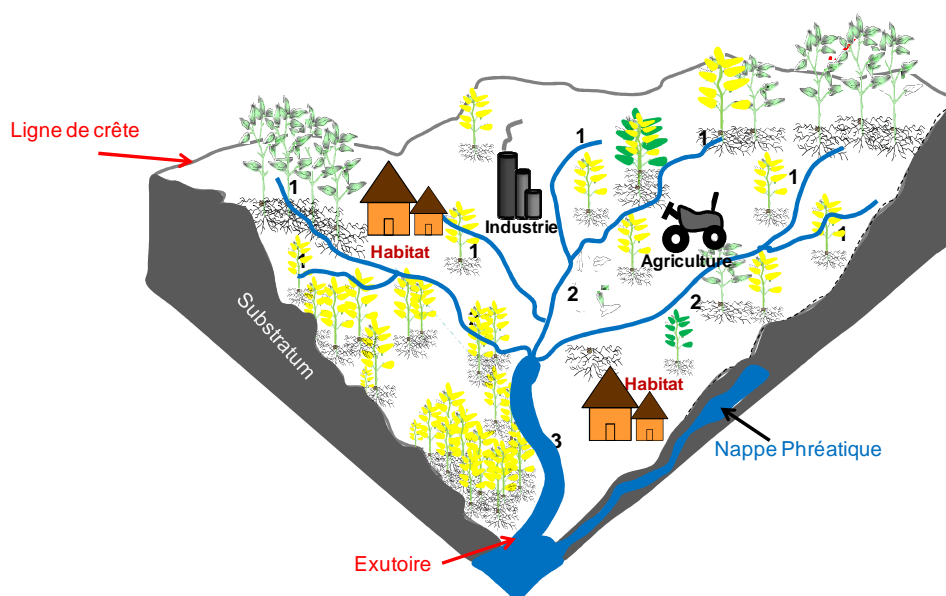 Ligne de crête
1
1
1
1
Industrie
Habitat
1
1
Agriculture
1
2
2
2
Substratum
Habitat
3
Nappe Phréatique
Exutoire